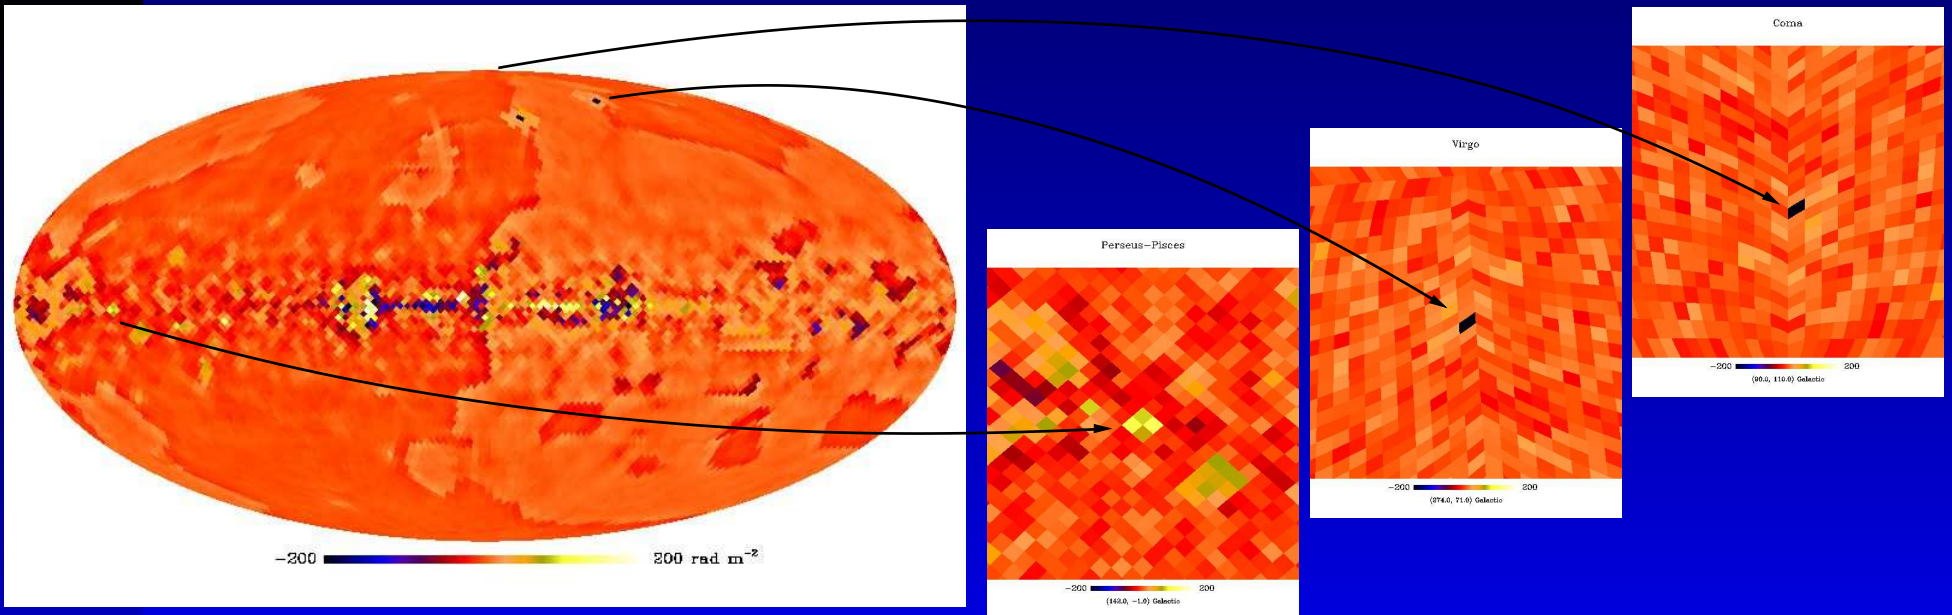 −200 200 rad m⁻²
Perseus−Pisces
−200 200
(142.0, −1.0) Galactic
Virgo
−200 200
(274.0, 71.0) Galactic
Coma
−200 200
(90.0, 110.0) Galactic